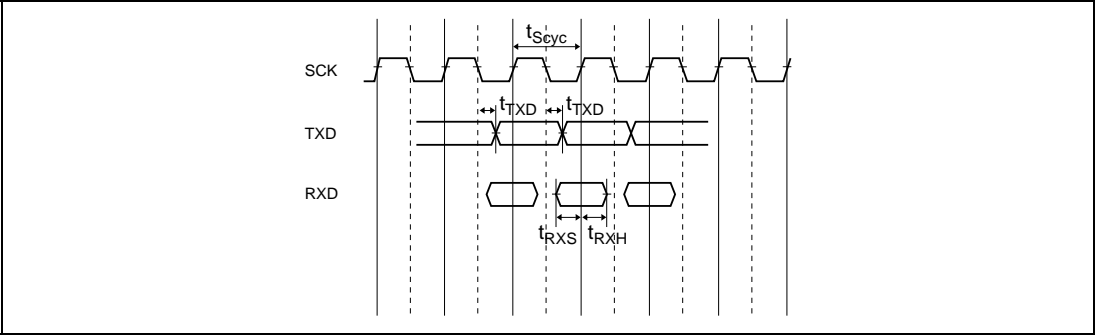 tScyc
SCK
tTXD tTXD
TXD
RXD
tRXS tRXH